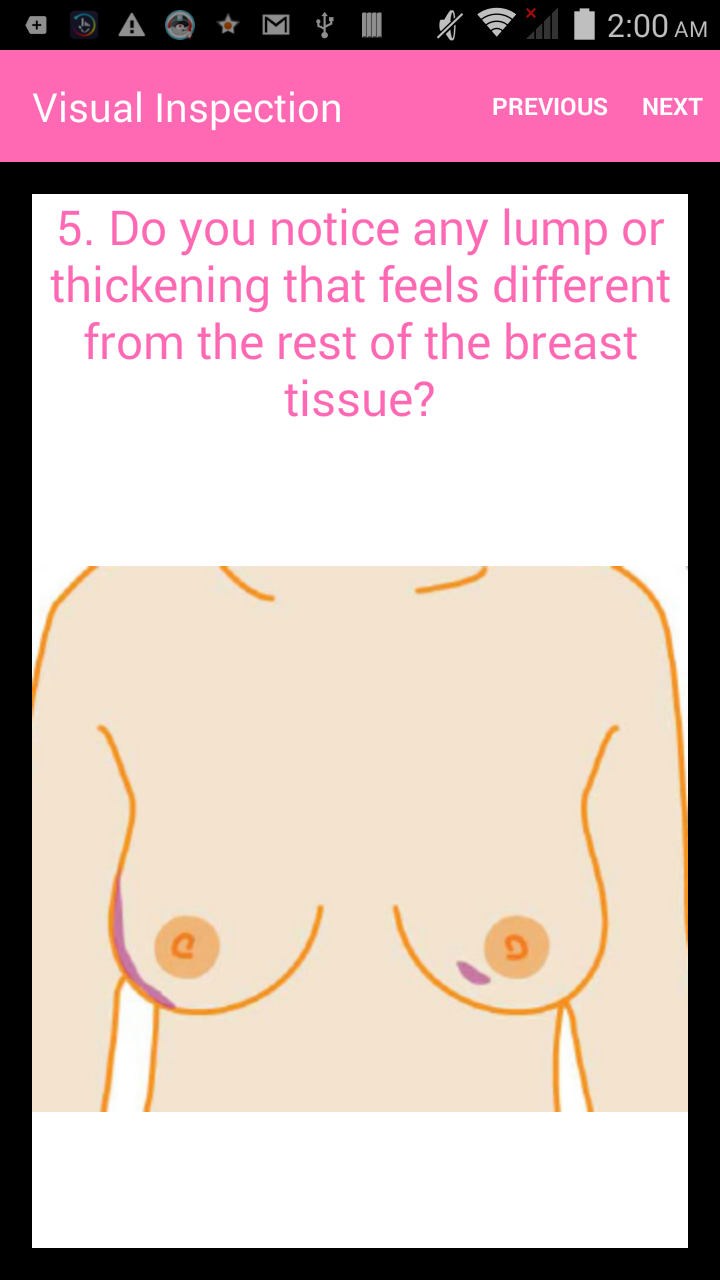 2:00 AM
Visual Inspection
PREVIOUS
NEXT
5. Do you notice any lump or
thickening that feels different
from the rest of the breast
tissue?